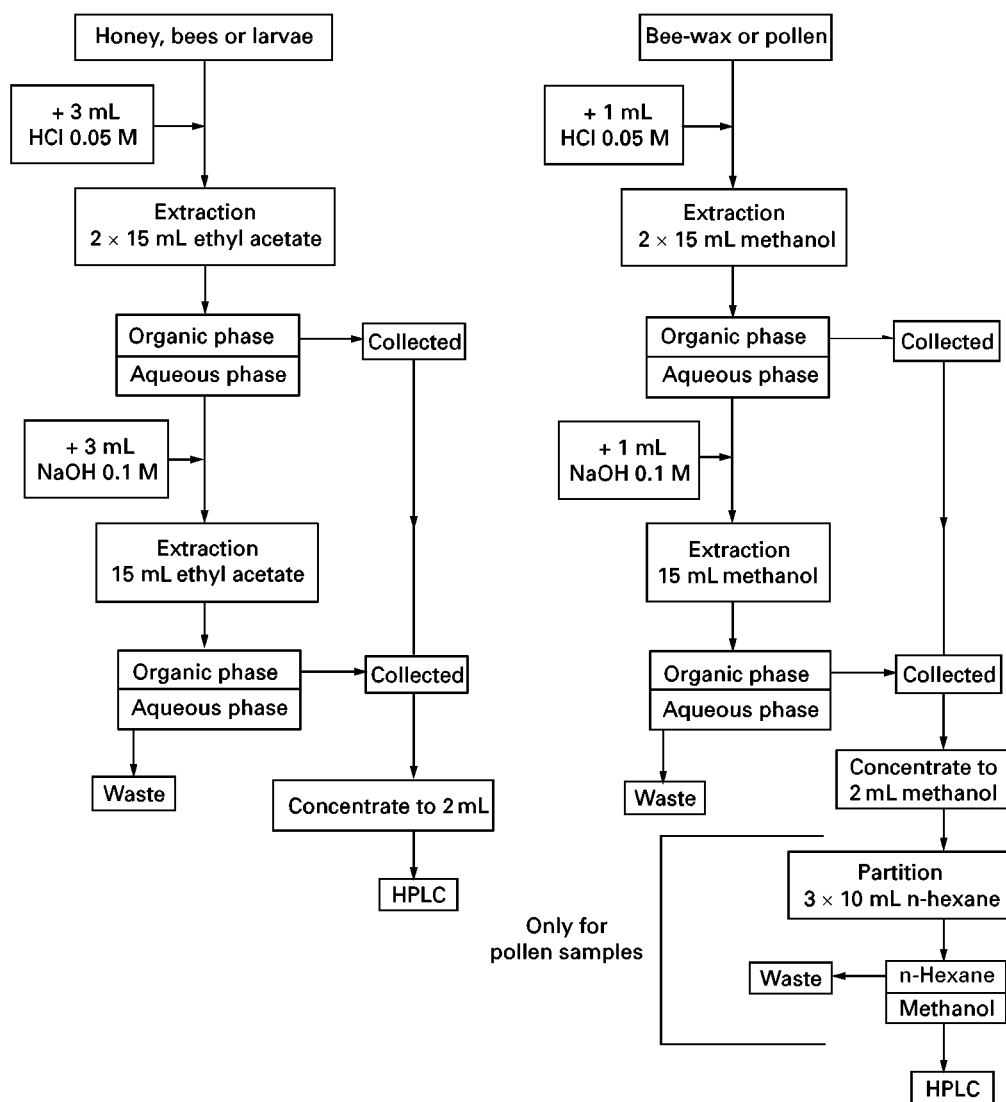 Honey, bees or larvae
+ 3 mL
HCl 0.05 M
Extraction
2 × 15 mL ethyl acetate
Organic phase
Aqueous phase
Collected
+ 3 mL
NaOH 0.1 M
Extraction
15 mL ethyl acetate
Organic phase
Aqueous phase
Collected
Waste
Concentrate to 2 mL
HPLC
Bee-wax or pollen
+ 1 mL
HCl 0.05 M
Extraction
2 × 15 mL methanol
Organic phase
Aqueous phase
Collected
+ 1 mL
NaOH 0.1 M
Extraction
15 mL methanol
Organic phase
Aqueous phase
Collected
Waste
Concentrate to
2 mL methanol
Only for
pollen samples
Partition
3 × 10 mL n-hexane
Waste
n-Hexane
Methanol
HPLC